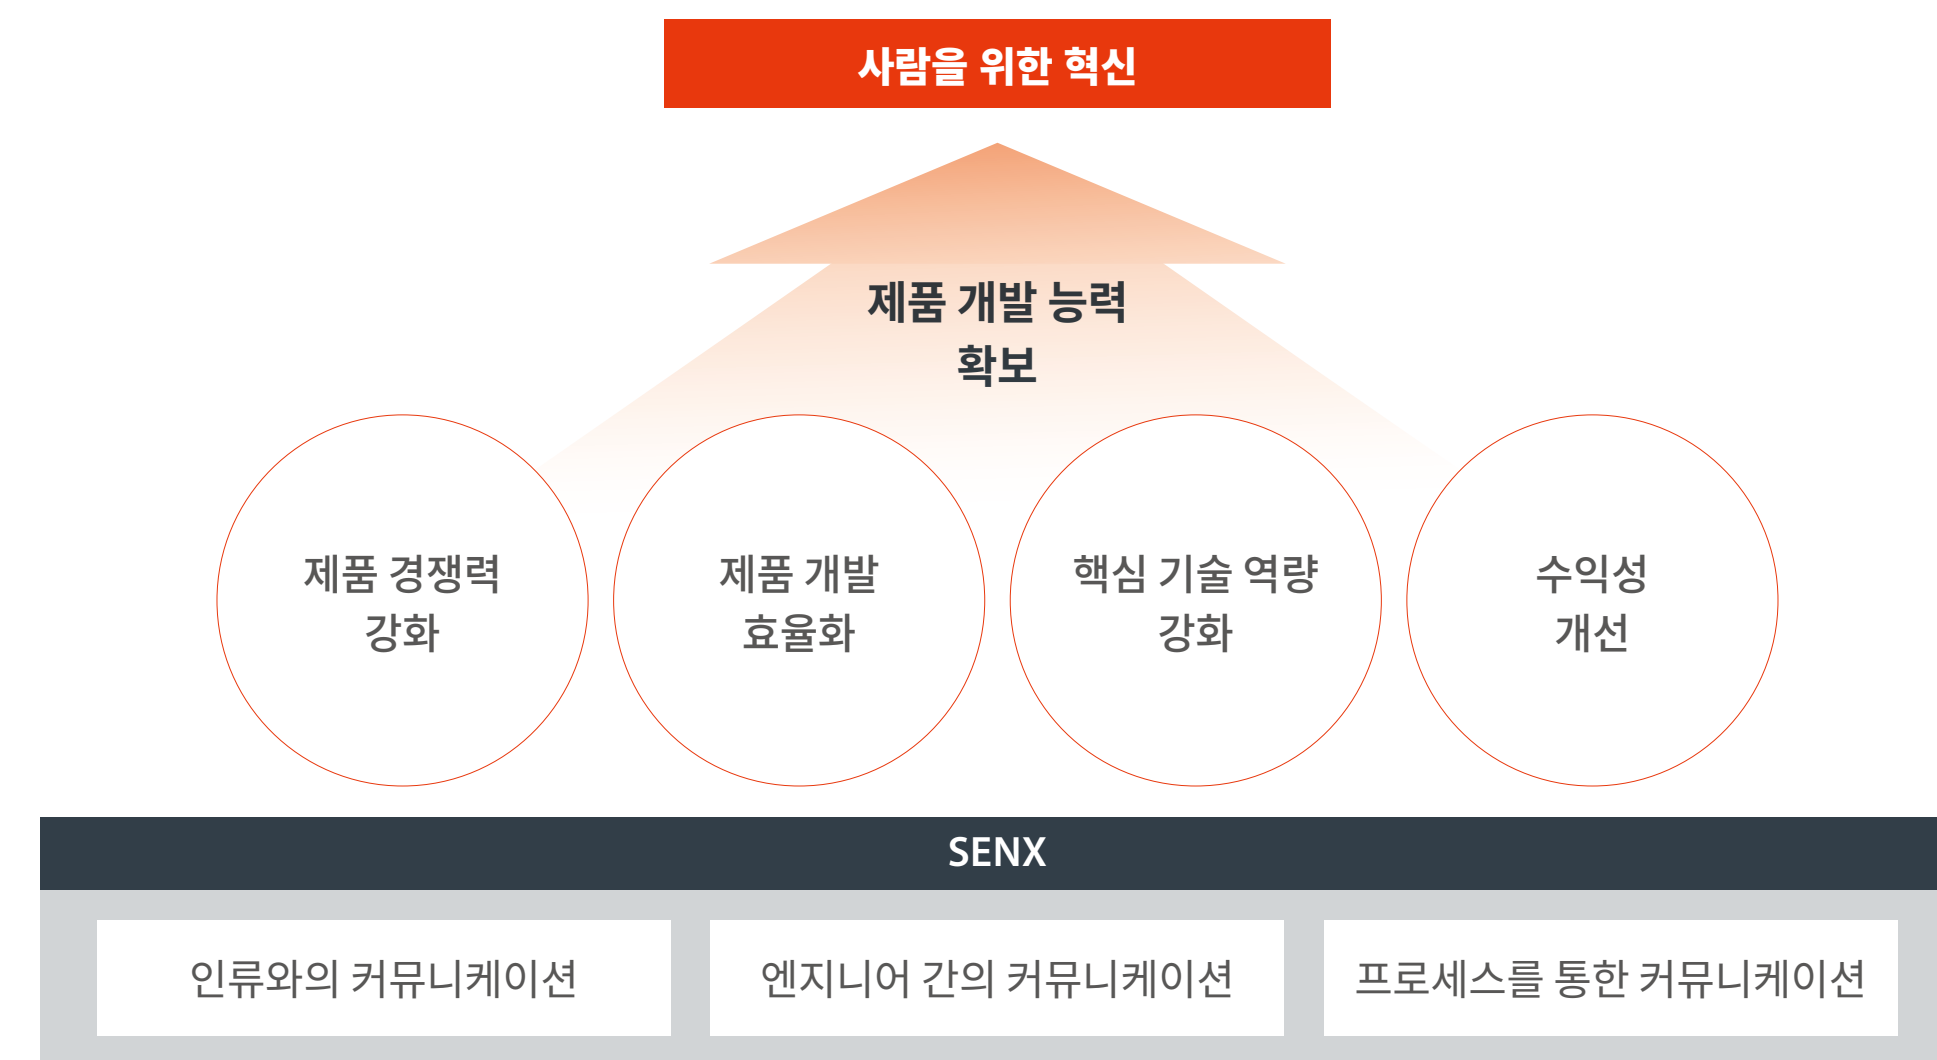 사람을 위한 혁신
제품 개발 능력
확보
제품 경쟁력
강화
제품 개발
효율화
핵심 기술 역량
강화
수익성
개선
SENX
인류와의 커뮤니케이션
엔지니어 간의 커뮤니케이션
프로세스를 통한 커뮤니케이션